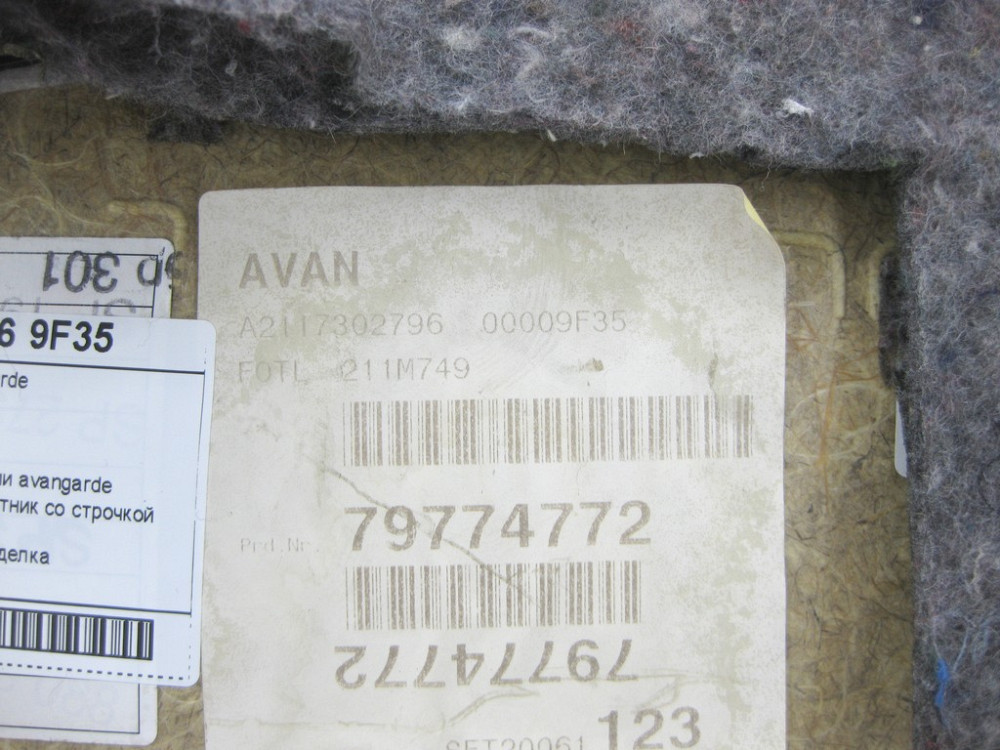 AVAN
A2117302796 00009F35
FOTL 211M749
79774772
Prd.Nr.
79774772
123
301
6 9F35
rde
ии avangarde
тник со строчкой
делка